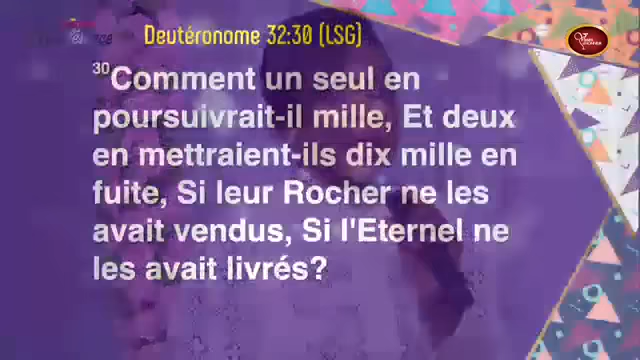 Deutéronome 32:30 (LSG)
30Comment un seul en
poursuivrait-il mille, Et deux
en mettraient-ils dix mille en
fuite, Si leur Rocher ne les
avait vendus, Si l'Eternel ne
les avait livrés?